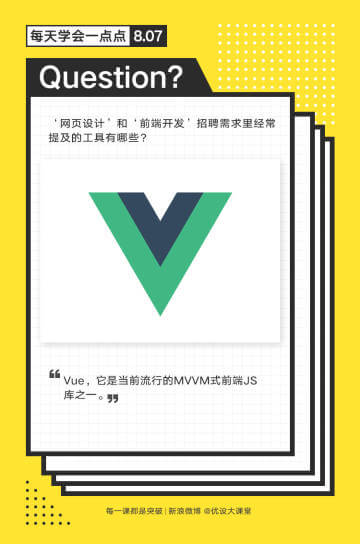 每天学会一点点 8.07
Question?
‘网页设计’和‘前端开发’招聘需求里经常
提及的工具有哪些？
❝ Vue，它是当前流行的MVVM式前端JS
库之一。❞
每一课都是突破 | 新浪微博 @优设大课堂